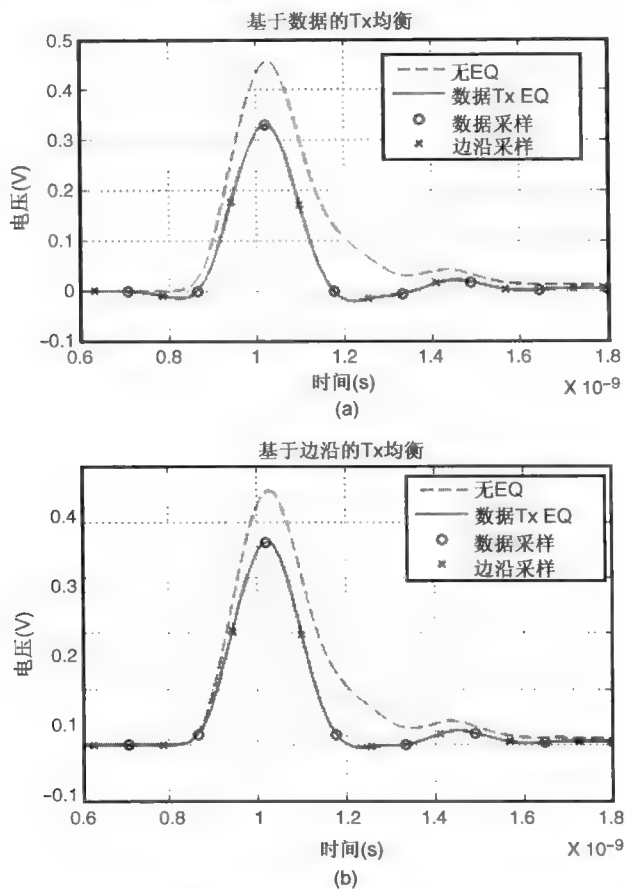 基于数据的Tx均衡
0.5
0.4
0.3
0.2
0.1
0
-0.1
电压(V)
无EQ
数据Tx EQ
数据采样
边沿采样
0.6
0.8
1
1.2
1.4
1.6
1.8
时间(s)
X 10⁻⁹
(a)
基于边沿的Tx均衡
0.4
0.3
0.2
0.1
-0.1
电压(V)
无EQ
数据Tx EQ
数据采样
边沿采样
0.6
0.8
1
1.2
1.4
1.6
1.8
时间(s)
X 10⁻⁹
(b)